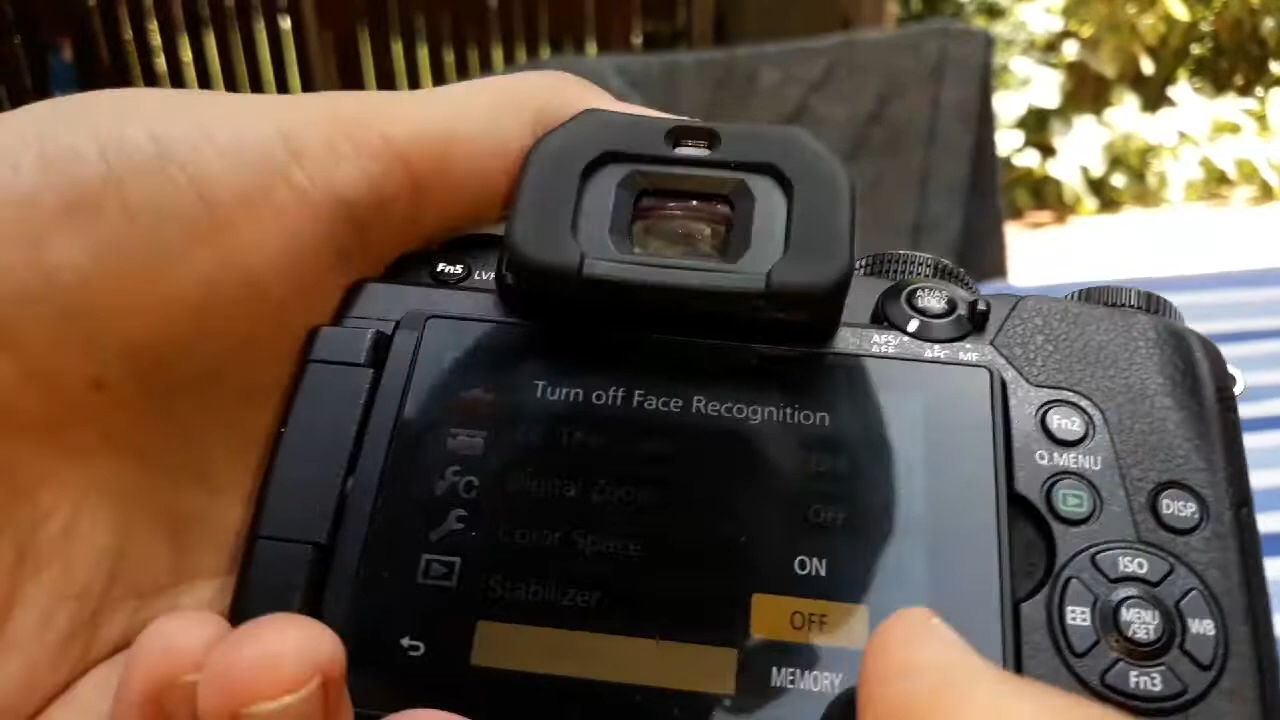 Fn5 LVF
AF/AE
LOCK
AFS/
AFF AFC MF
Turn off Face Recognition
Fn2
Q.MENU
Digital Zoom
Off
DISP.
Color Space
ON
ISO
Stabilizer
OFF
MENU
/SET
WB
MEMORY
Fn3